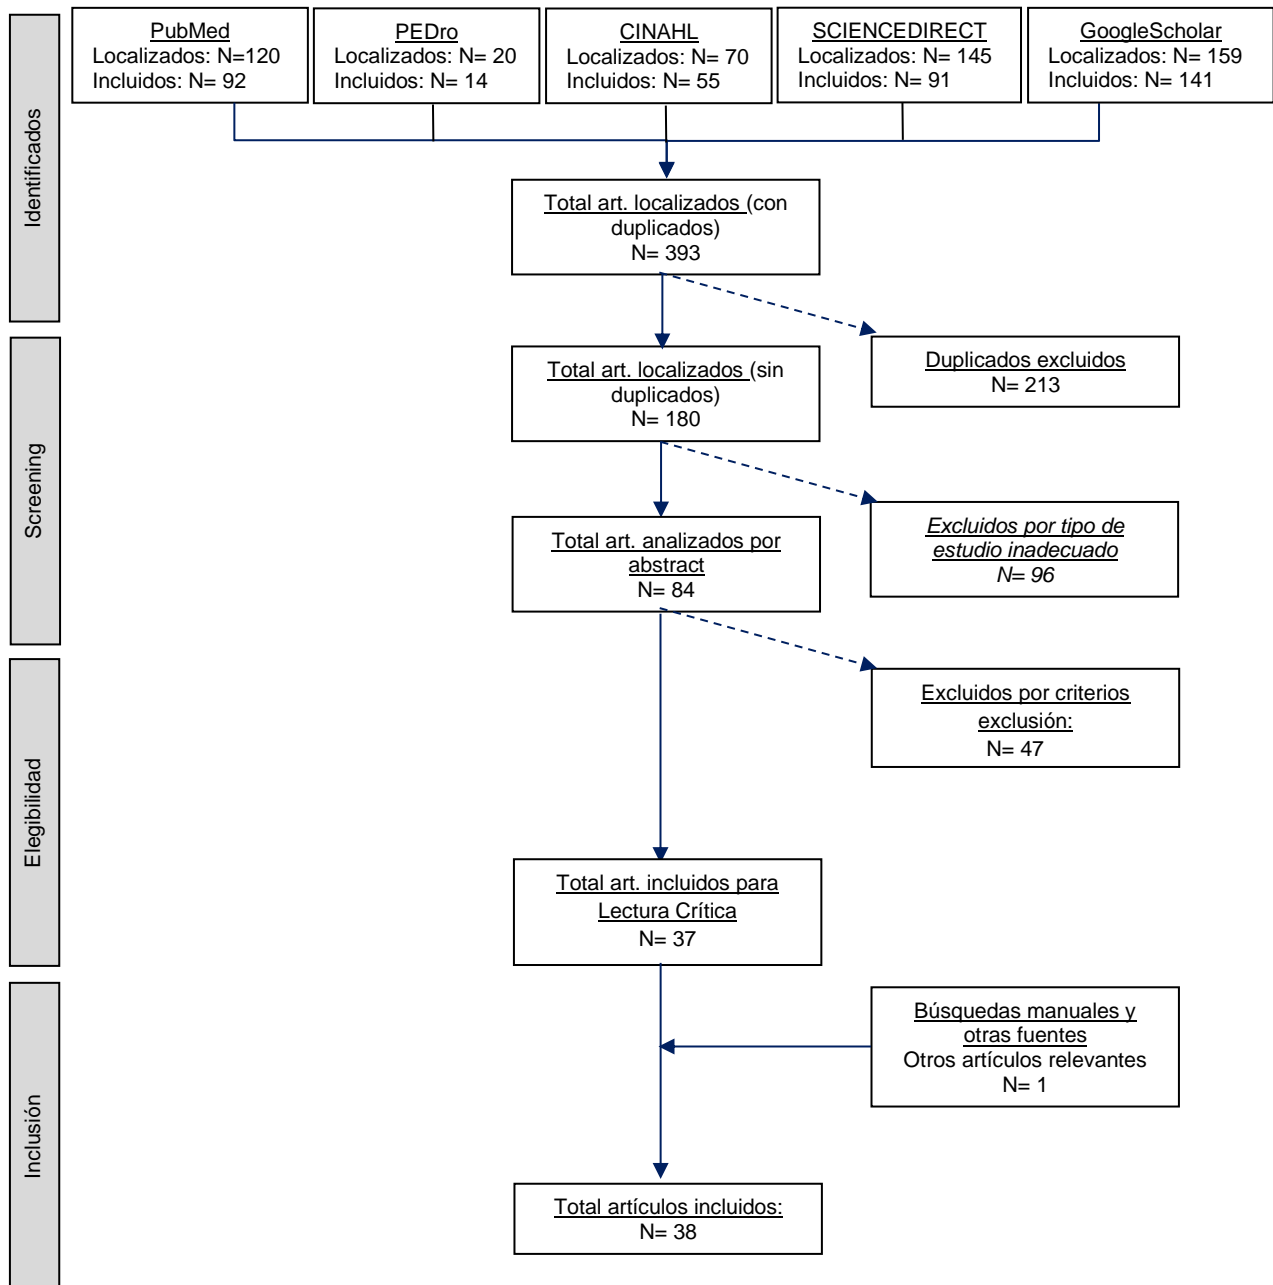 PubMed
Localizados: N=120
Incluidos: N= 92
PEDro
Localizados: N= 20
Incluidos: N= 14
CINAHL
Localizados: N= 70
Incluidos: N= 55
SCIENCEDIRECT
Localizados: N= 145
Incluidos: N= 91
GoogleScholar
Localizados: N= 159
Incluidos: N= 141
Identificados
Total art. localizados (con
duplicados)
N= 393
Screening
Total art. localizados (sin
duplicados)
N= 180
Duplicados excluidos
N= 213
Total art. analizados por
abstract
N= 84
Excluidos por tipo de
estudio inadecuado
N= 96
Elegibilidad
Excluidos por criterios
exclusión:
N= 47
Total art. incluidos para
Lectura Crítica
N= 37
Inclusión
Búsquedas manuales y
otras fuentes
Otros artículos relevantes
N= 1
Total artículos incluidos:
N= 38